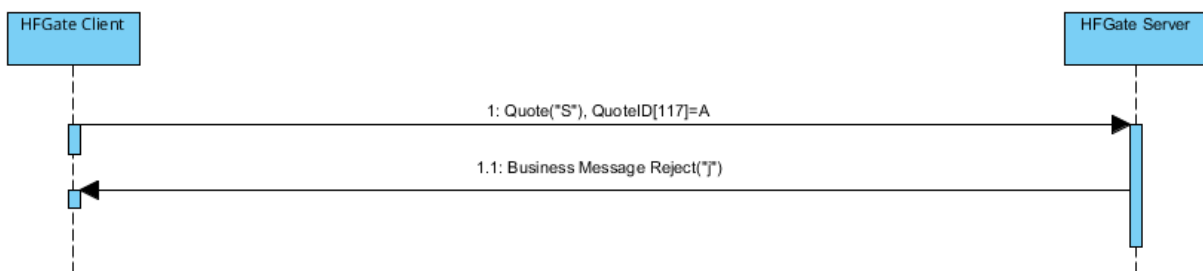 HFGate Client
HFGate Server
1: Quote("S"), QuoteID[117]=A
1.1: Business Message Reject("j")